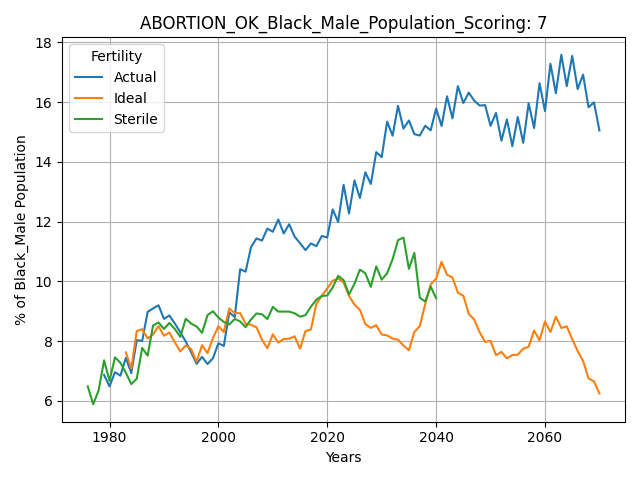 ABORTION_OK_Black_Male_Population_Scoring: 7
Fertility
Actual
Ideal
Sterile
% of Black_Male Population
18
16
14
12
10
8
6
1980
2000
2020
2040
2060
Years